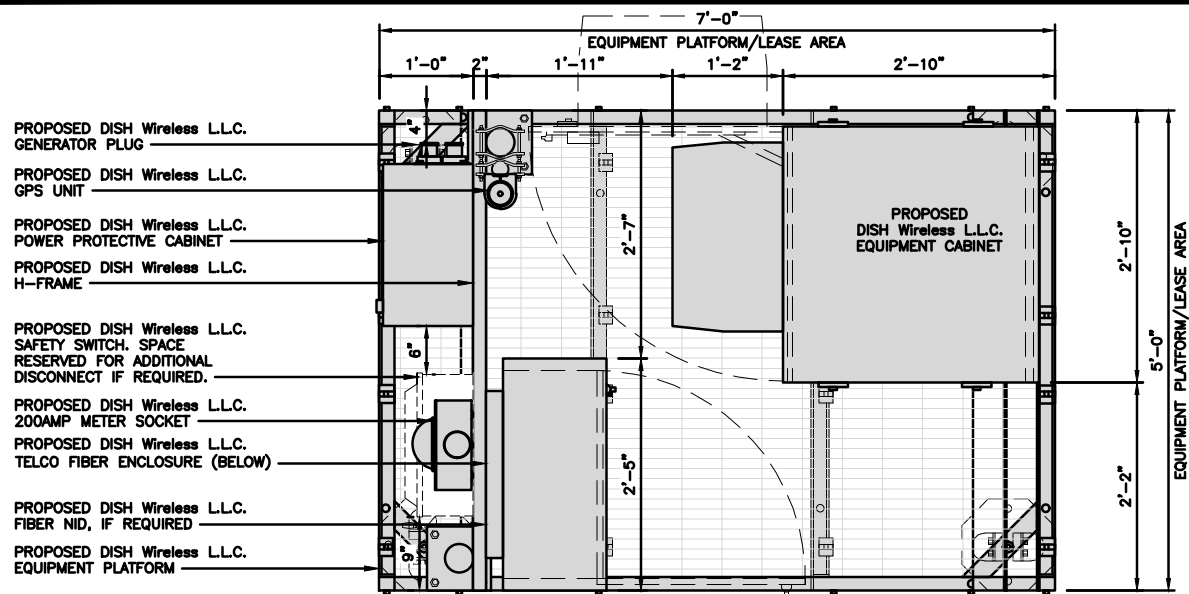 7'-0"
EQUIPMENT PLATFORM/LEASE AREA
1'-0"
2"
1'-11"
1'-2"
2'-10"
PROPOSED DISH Wireless L.L.C.
GENERATOR PLUG
PROPOSED DISH Wireless L.L.C.
GPS UNIT
PROPOSED DISH Wireless L.L.C.
POWER PROTECTIVE CABINET
PROPOSED DISH Wireless L.L.C.
H-FRAME
PROPOSED DISH Wireless L.L.C.
SAFETY SWITCH. SPACE
RESERVED FOR ADDITIONAL
DISCONNECT IF REQUIRED.
PROPOSED DISH Wireless L.L.C.
200AMP METER SOCKET
PROPOSED DISH Wireless L.L.C.
TELCO FIBER ENCLOSURE (BELOW)
PROPOSED DISH Wireless L.L.C.
FIBER NID, IF REQUIRED
PROPOSED DISH Wireless L.L.C.
EQUIPMENT PLATFORM
4"
6"
9"
2'-7"
2'-5"
PROPOSED
DISH Wireless L.L.C.
EQUIPMENT CABINET
2'-10"
2'-2"
5'-0"
EQUIPMENT PLATFORM/LEASE AREA